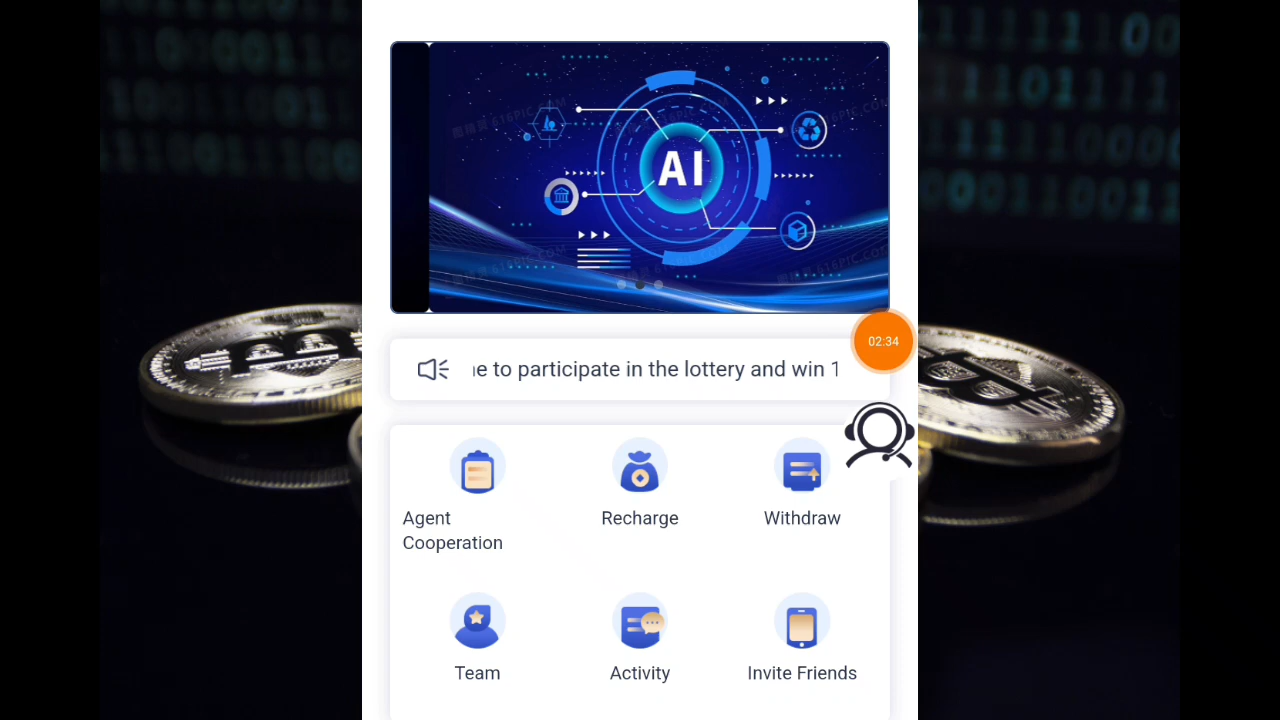 AI
02:34
e to participate in the lottery and win 1
Agent
Cooperation
Recharge
Withdraw
Team
Activity
Invite Friends